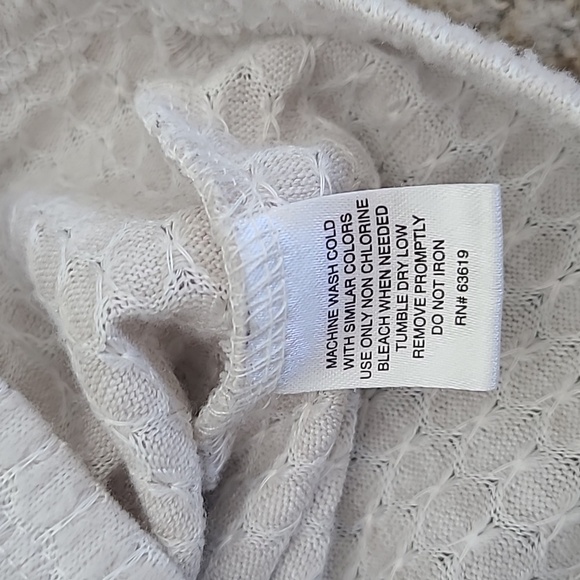 MACHINE WASH COLD
WITH SIMILAR COLORS
USE ONLY NON CHLORINE
BLEACH WHEN NEEDED
TUMBLE DRY LOW
REMOVE PROMPTLY
DO NOT IRON
RN# 63619